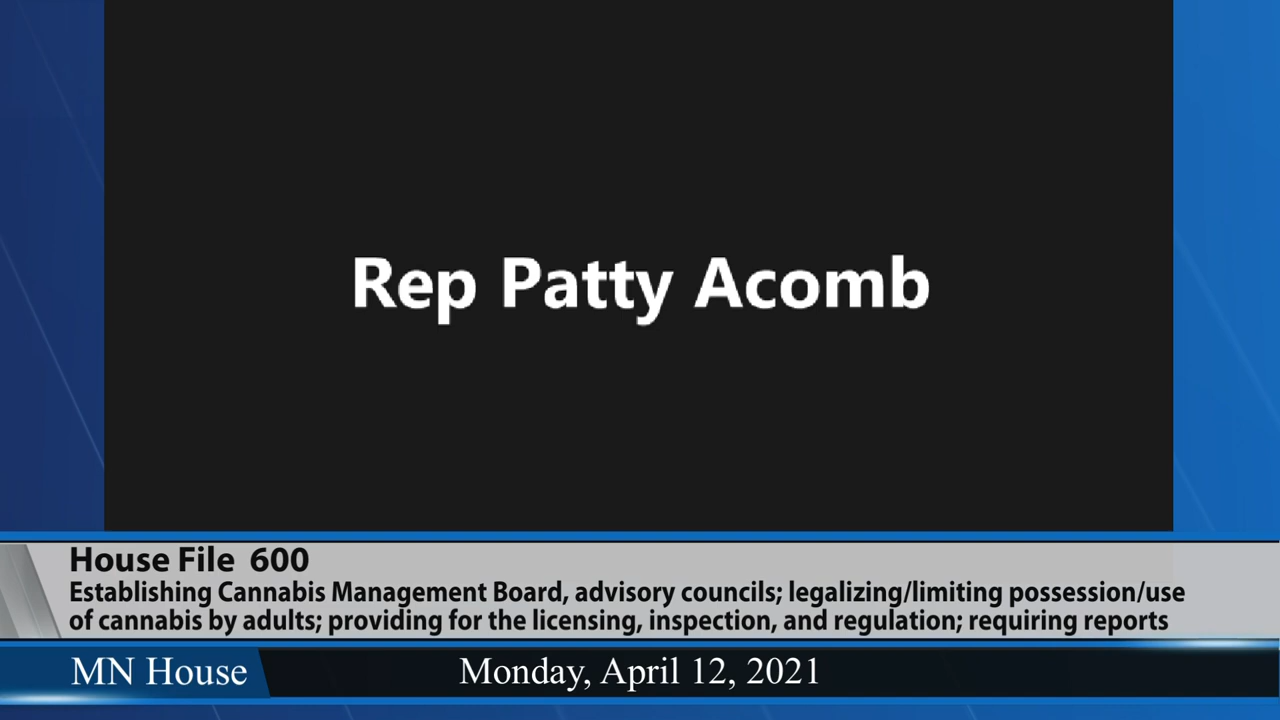 Rep Patty Acomb
House File 600
Establishing Cannabis Management Board, advisory councils; legalizing/limiting possession/use
of cannabis by adults; providing for the licensing, inspection, and regulation; requiring reports
MN House
Monday, April 12, 2021